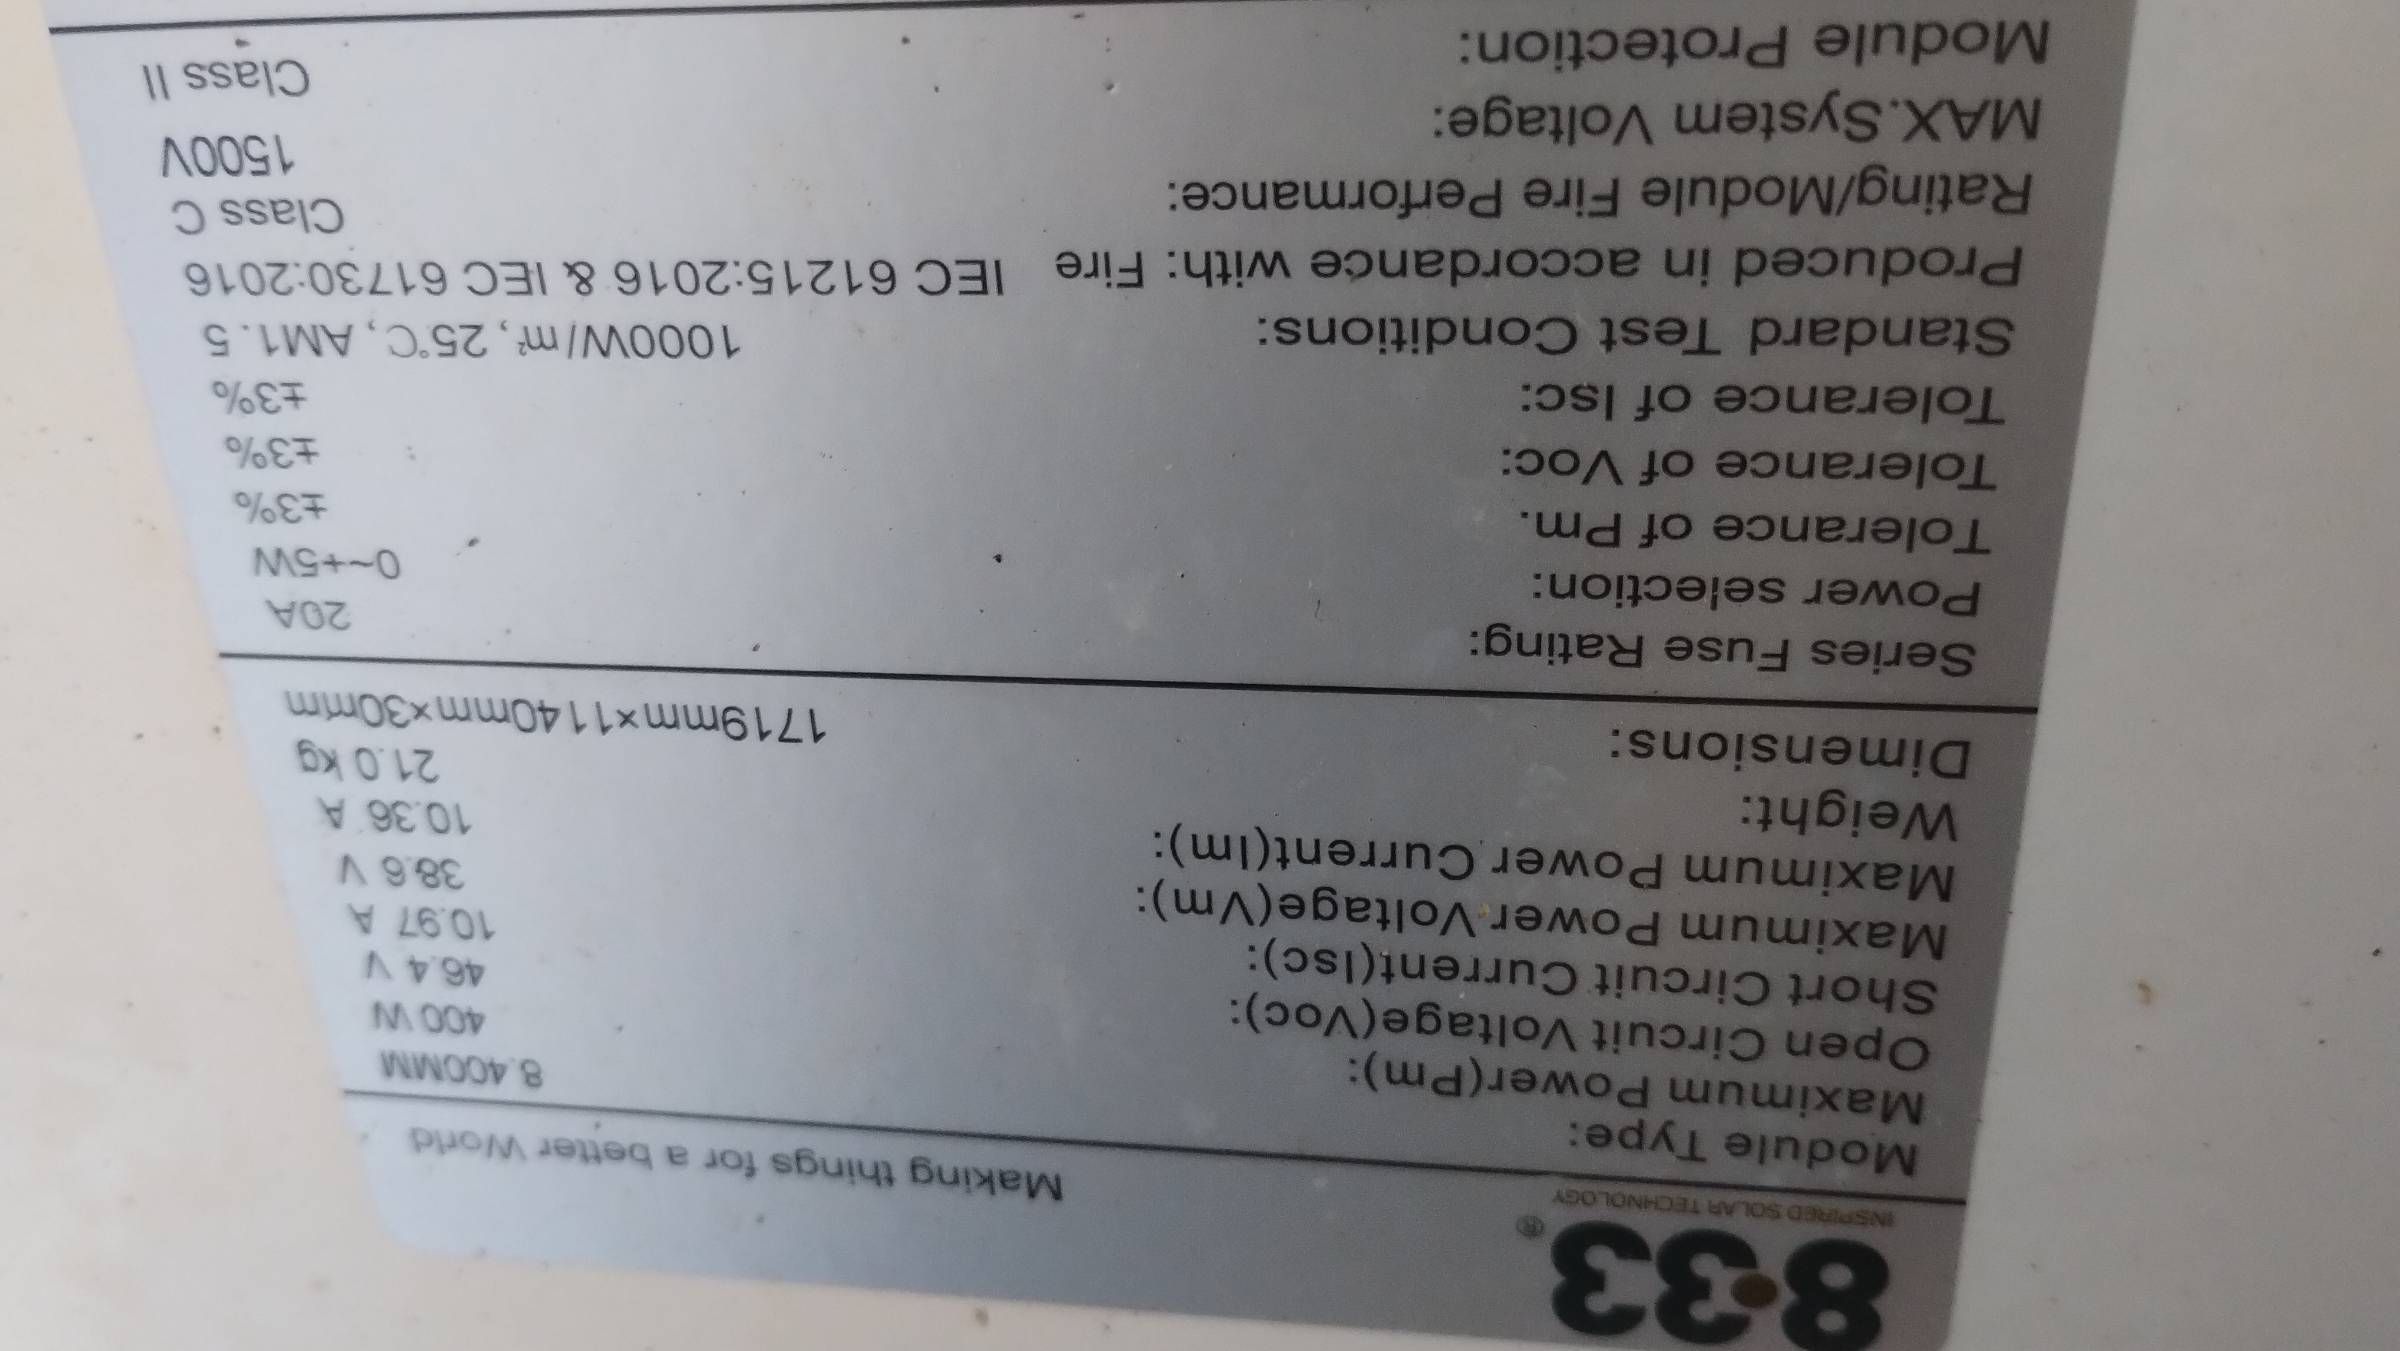 8.33®
INSPIRED SOLAR TECHNOLOGY
Making things for a better World
Module Type: 8.400MM
Maximum Power(Pm): 400 W
Open Circuit Voltage(Voc): 46.4 V
Short Circuit Current(Isc): 10.97 A
Maximum Power Voltage(Vm): 38.6 V
Maximum Power Current(Im): 10.36 A
Weight: 21.0 kg
Dimensions: 1719mm×1140mm×30mm
Series Fuse Rating: 20A
Power selection: 0~+5W
Tolerance of Pm. ±3%
Tolerance of Voc: ±3%
Tolerance of Isc: ±3%
Standard Test Conditions: 1000W/m², 25℃, AM1.5
Produced in accordance with: Fire IEC 61215:2016 & IEC 61730:2016
Rating/Module Fire Performance: Class C
MAX.System Voltage: 1500V
Module Protection: Class II